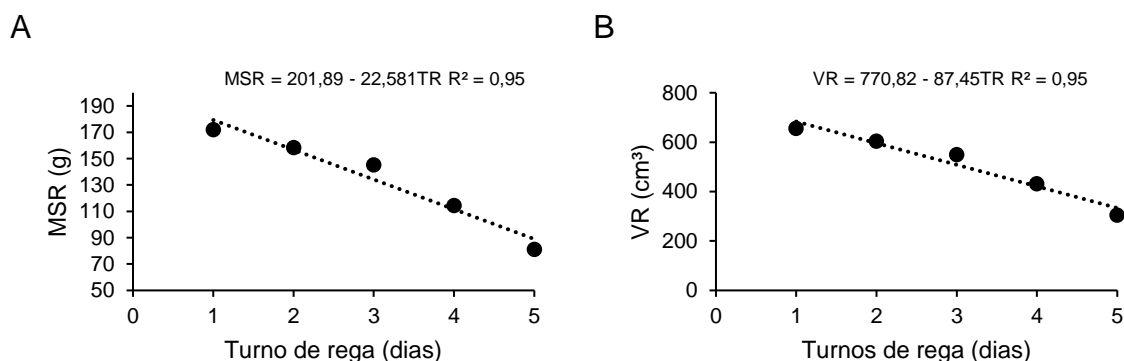 A
MSR = 201,89 - 22,581TR R² = 0,95
MSR (g)
190
170
150
130
110
90
70
50
0 1 2 3 4 5
Turno de rega (dias)
B
VR = 770,82 - 87,45TR R² = 0,95
VR (cm³)
800
600
400
200
0
0 1 2 3 4 5
Turnos de rega (dias)